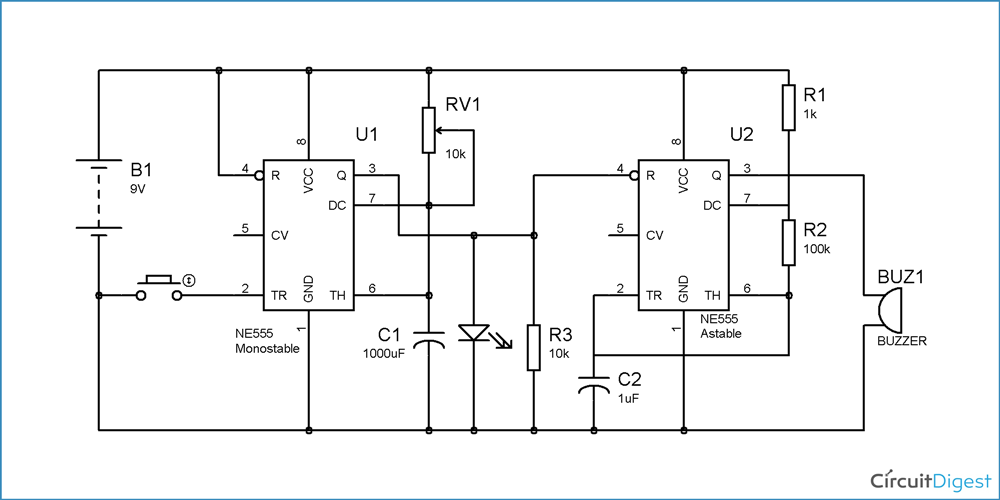 B1
9V
U1
8
VCC
4
R
Q
3
DC
7
5
CV
2
TR
GND
TH
6
1
NE555
Monostable
RV1
10k
C1
1000uF
R3
10k
U2
8
VCC
4
R
Q
3
DC
7
5
CV
2
TR
GND
TH
6
1
NE555
Astable
C2
1uF
R1
1k
R2
100k
BUZ1
BUZZER
CircuitDigest